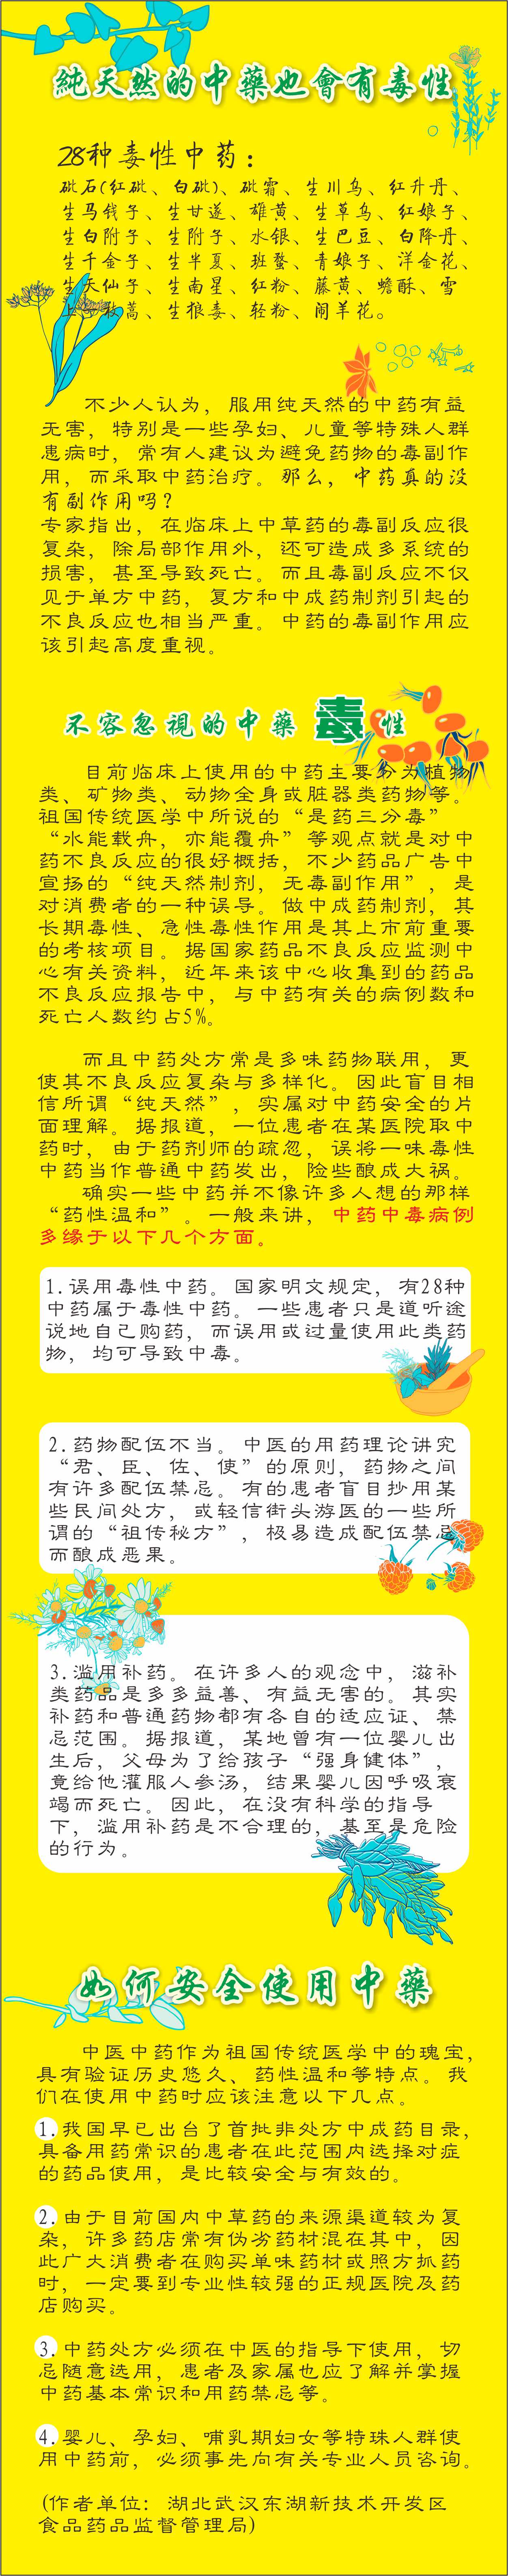 純天然的中藥也會有毒性
28种毒性中药：
砒石(红砒、白砒)、砒霜、生川乌、红升丹、
生马钱子、生甘遂、雄黄、生草乌、红娘子、
生白附子、生附子、水银、生巴豆、白降丹、
生千金子、生半夏、斑蝥、青娘子、洋金花、
生天仙子、生南星、红粉、藤黄、蟾酥、雪
上一枝蒿、生狼毒、轻粉、闹羊花。
不少人认为，服用纯天然的中药有益
无害，特别是一些孕妇、儿童等特殊人群
患病时，常有人建议为避免药物的毒副作
用，而采取中药治疗。那么，中药真的没
有副作用吗？
专家指出，在临床上中草药的毒副反应很
复杂，除局部作用外，还可造成多系统的
损害，甚至导致死亡。而且毒副反应不仅
见于单方中药，复方和中成药制剂引起的
不良反应也相当严重。中药的毒副作用应
该引起高度重视。
不容忽視的中藥毒性
目前临床上使用的中药主要分为植物
类、矿物类、动物全身或脏器类药物等。
祖国传统医学中所说的“是药三分毒”
“水能载舟，亦能覆舟”等观点就是对中
药不良反应的很好概括，不少药品广告中
宣扬的“纯天然制剂，无毒副作用”，是
对消费者的一种误导。做中成药制剂，其
长期毒性、急性毒性作用是其上市前重要
的考核项目。据国家药品不良反应监测中
心有关资料，近年来该中心收集到的药品
不良反应报告中，与中药有关的病例数和
死亡人数约占5%。
而且中药处方常是多味药物联用，更
使其不良反应复杂与多样化。因此盲目相
信所谓“纯天然”，实属对中药安全的片
面理解。据报道，一位患者在某医院取中
药时，由于药剂师的疏忽，误将一味毒性
中药当作普通中药发出，险些酿成大祸。
确实一些中药并不像许多人想的那样
“药性温和”。一般来讲，中药中毒病例
多缘于以下几个方面。
1.误用毒性中药。国家明文规定，有28种
中药属于毒性中药。一些患者只是道听途
说地自己购药，而误用或过量使用此类药
物，均可导致中毒。
2.药物配伍不当。中医的用药理论讲究
“君、臣、佐、使”的原则，药物之间
有许多配伍禁忌。有的患者盲目抄用某
些民间处方，或轻信街头游医的一些所
谓的“祖传秘方”，极易造成配伍禁忌
而酿成恶果。
3.滥用补药。在许多人的观念中，滋补
类药品是多多益善、有益无害的。其实
补药和普通药物都有各自的适应证、禁
忌范围。据报道，某地曾有一位婴儿出
生后，父母为了给孩子“强身健体”，
竟给他灌服人参汤，结果婴儿因呼吸衰
竭而死亡。因此，在没有科学的指导
下，滥用补药是不合理的，甚至是危险
的行为。
如何安全使用中藥
中医中药作为祖国传统医学中的瑰宝，
具有验证历史悠久、药性温和等特点。我
们在使用中药时应该注意以下几点。
1.我国早已出台了首批非处方中成药目录，
具备用药常识的患者在此范围内选择对症
的药品使用，是比较安全与有效的。
2.由于目前国内中草药的来源渠道较为复
杂，许多药店常有伪劣药材混在其中，因
此广大消费者在购买单味药材或照方抓药
时，一定要到专业性较强的正规医院及药
店购买。
3.中药处方必须在中医的指导下使用，切
忌随意选用，患者及家属也应了解并掌握
中药基本常识和用药禁忌等。
4.婴儿、孕妇、哺乳期妇女等特殊人群使
用中药前，必须事先向有关专业人员咨询。
(作者单位：湖北武汉东湖新技术开发区
食品药品监督管理局)